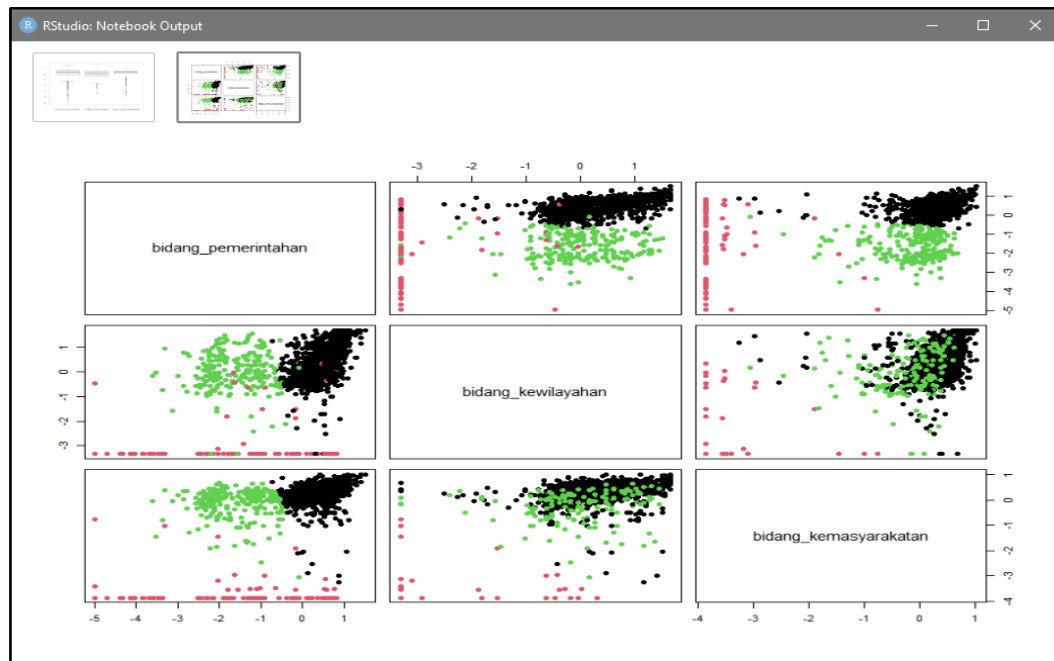 RStudio: Notebook Output
-3 -2 -1 0 1
bidang_pemerintahan
1
0
-1
-2
-3
-4
-5
1
0
-1
-2
-3
bidang_kewilayahan
bidang_kemasyarakatan
1
0
-1
-2
-3
-4
-5 -4 -3 -2 -1 0 1
-4 -3 -2 -1 0 1